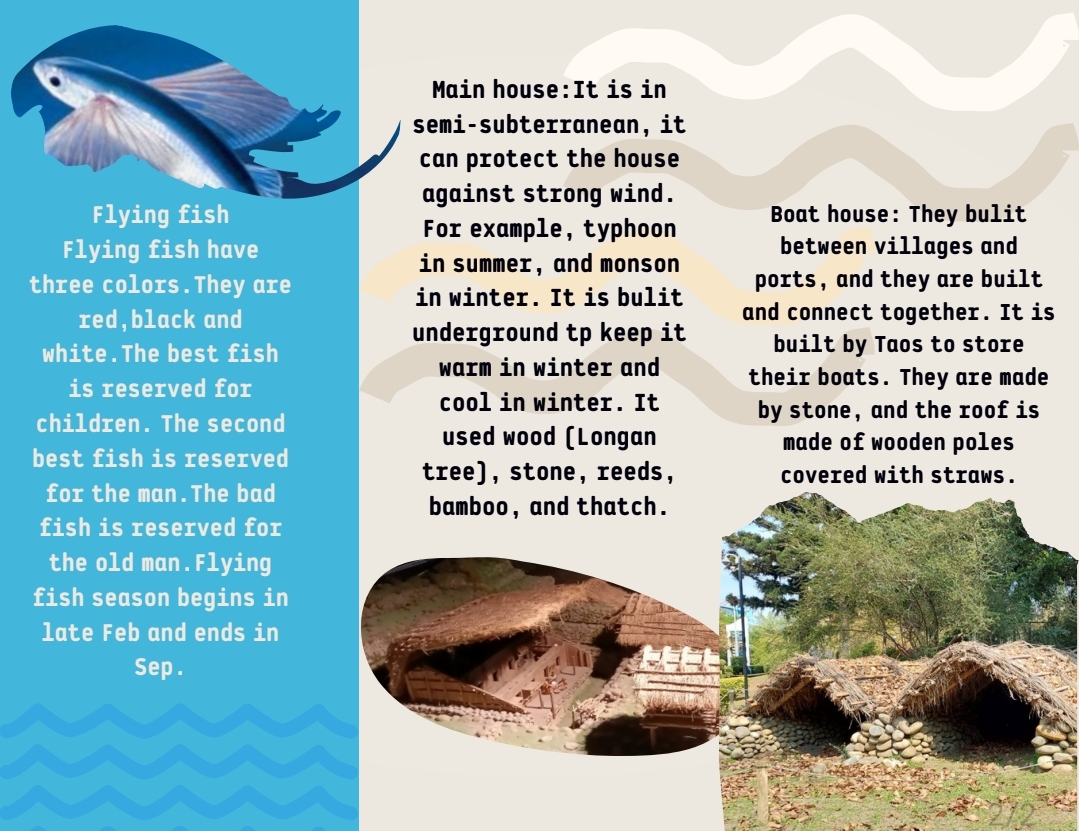 Flying fish
Flying fish have
three colors.They are
red,black and
white.The best fish
is reserved for
children. The second
best fish is reserved
for the man.The bad
fish is reserved for
the old man.Flying
fish season begins in
late Feb and ends in
Sep.
Main house:It is in
semi-subterranean, it
can protect the house
against strong wind.
For example, typhoon
in summer, and monson
in winter. It is bulit
underground tp keep it
warm in winter and
cool in winter. It
used wood (Longan
tree), stone, reeds,
bamboo, and thatch.
Boat house: They bulit
between villages and
ports, and they are built
and connect together. It is
built by Taos to store
their boats. They are made
by stone, and the roof is
made of wooden poles
covered with straws.
2/2